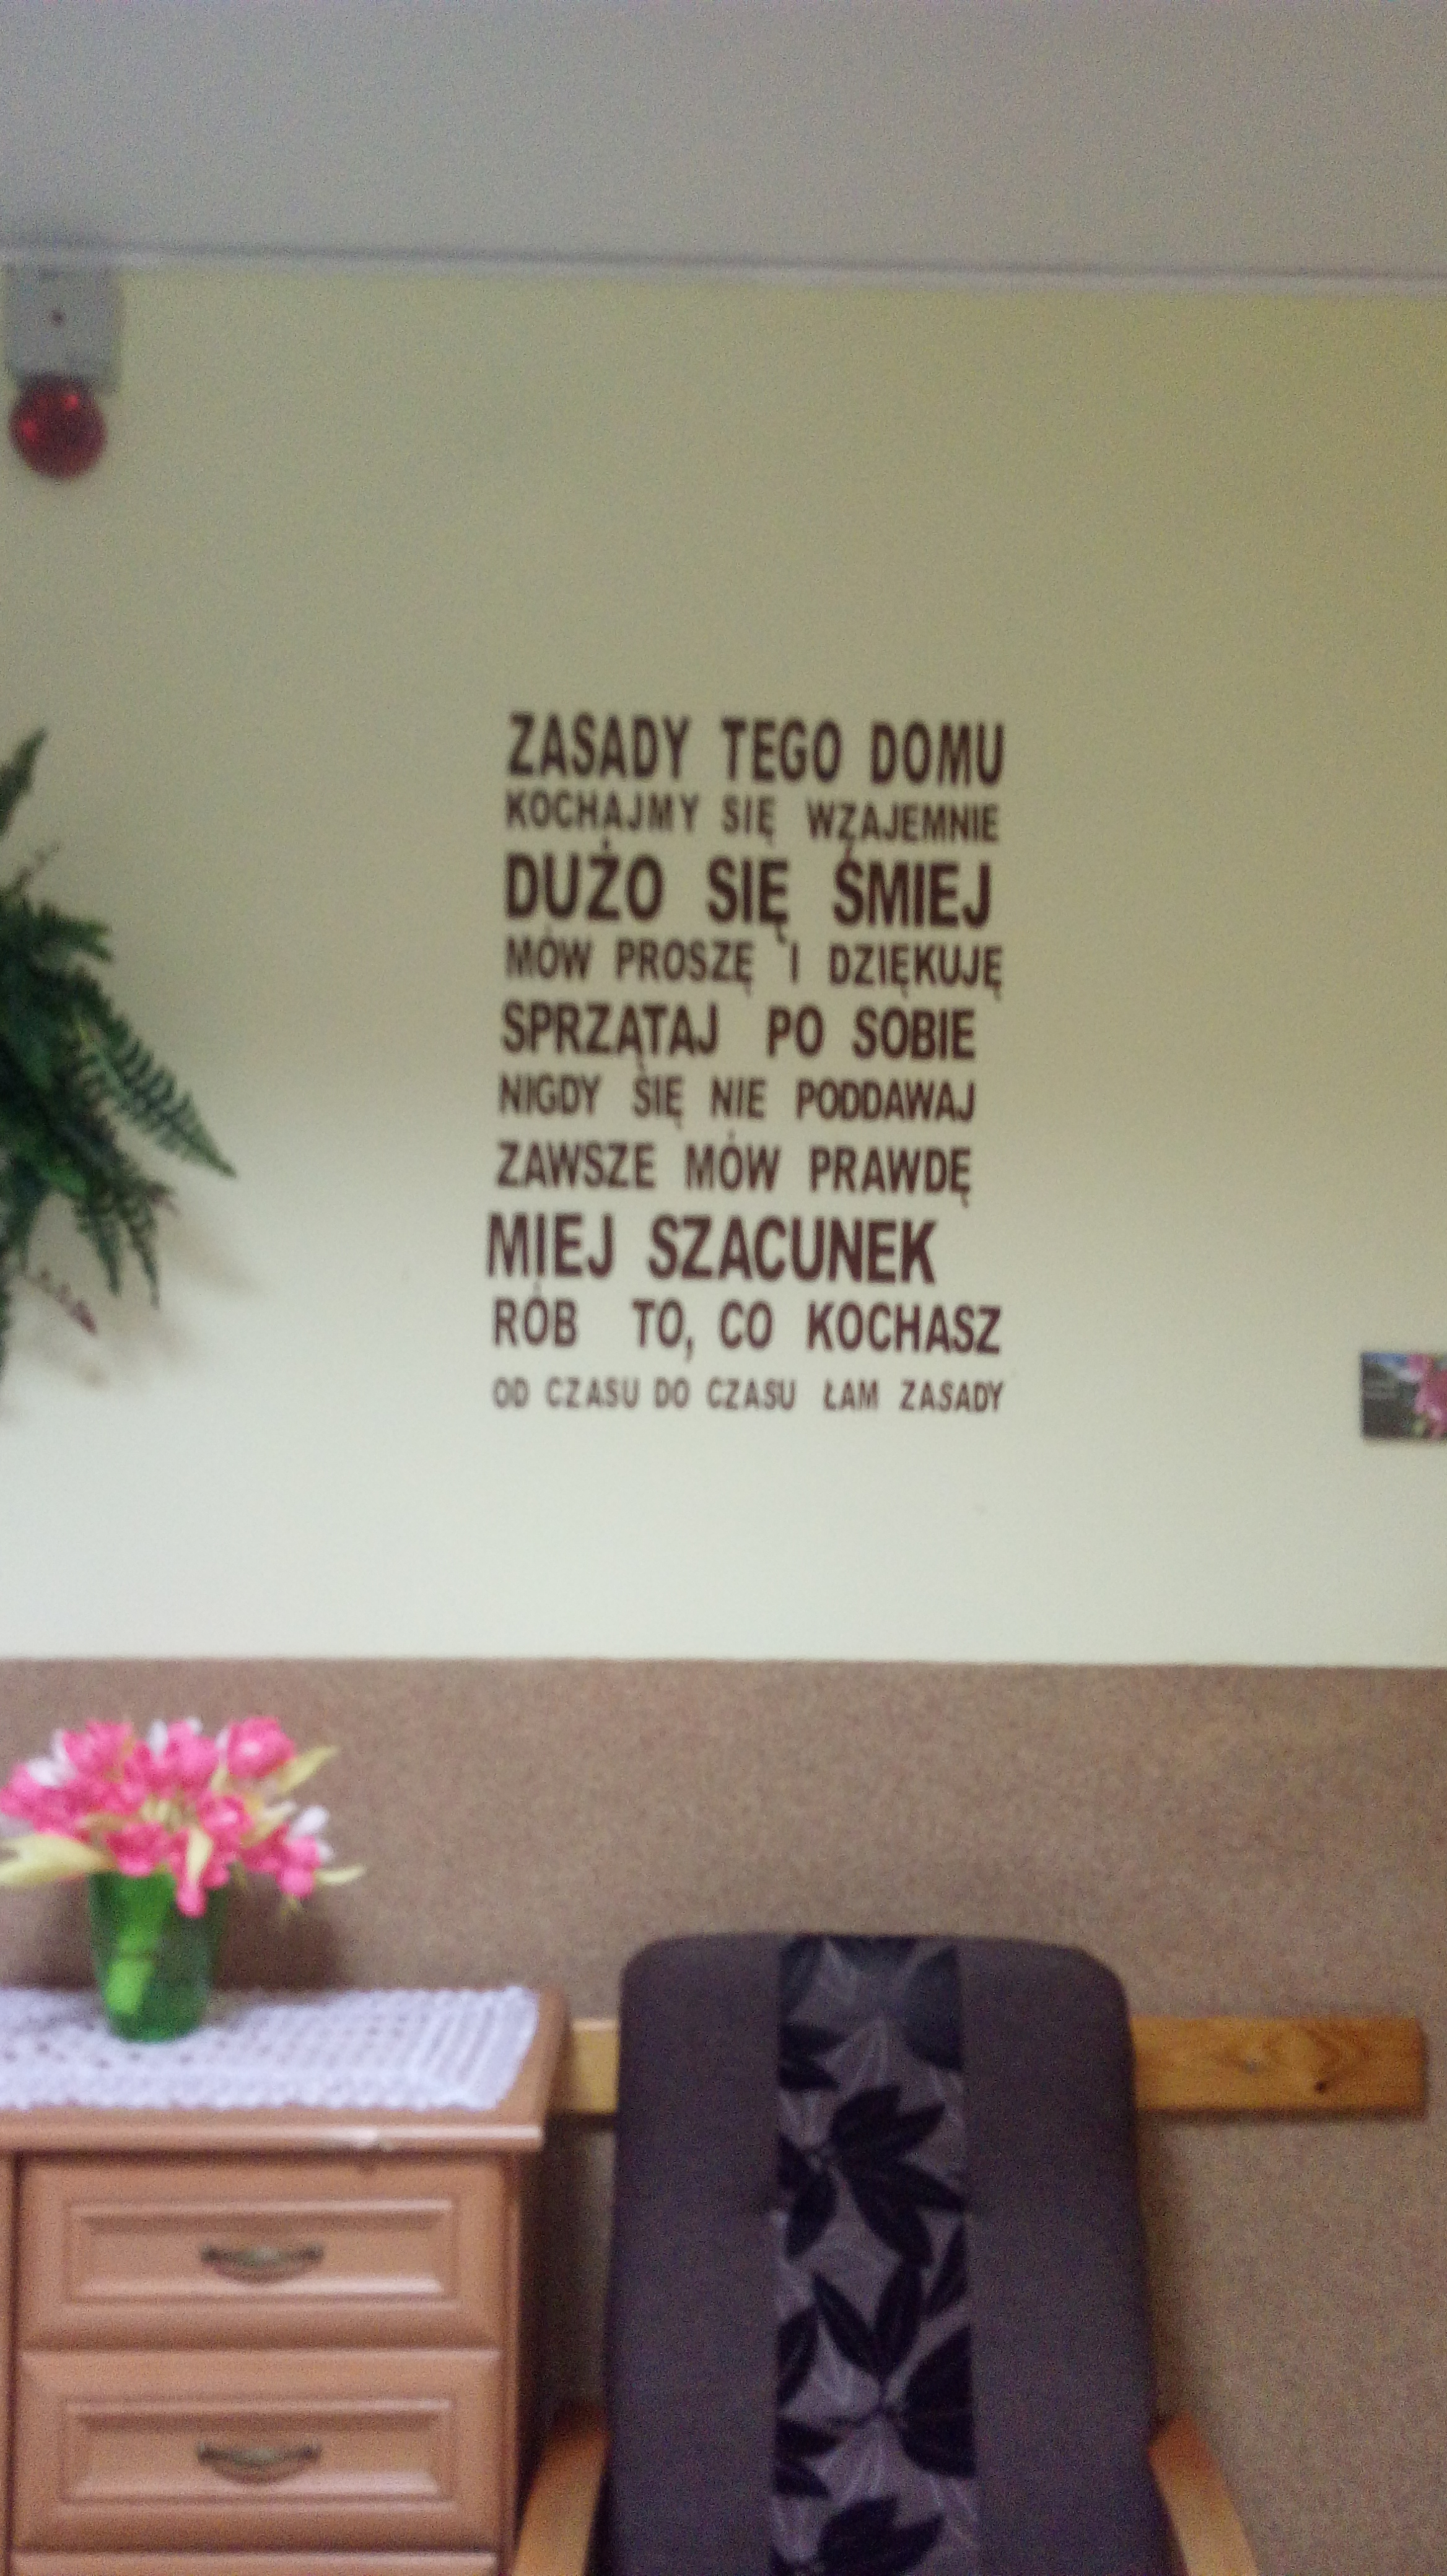 ZASADY TEGO DOMU
KOCHAJMY SIĘ WZAJEMNIE
DUŻO SIĘ ŚMIEJ
MÓW PROSZĘ I DZIĘKUJĘ
SPRZĄTAJ PO SOBIE
NIGDY SIĘ NIE PODDAWAJ
ZAWSZE MÓW PRAWDĘ
MIEJ SZACUNEK
RÓB TO, CO KOCHASZ
OD CZASU DO CZASU ŁAM ZASADY